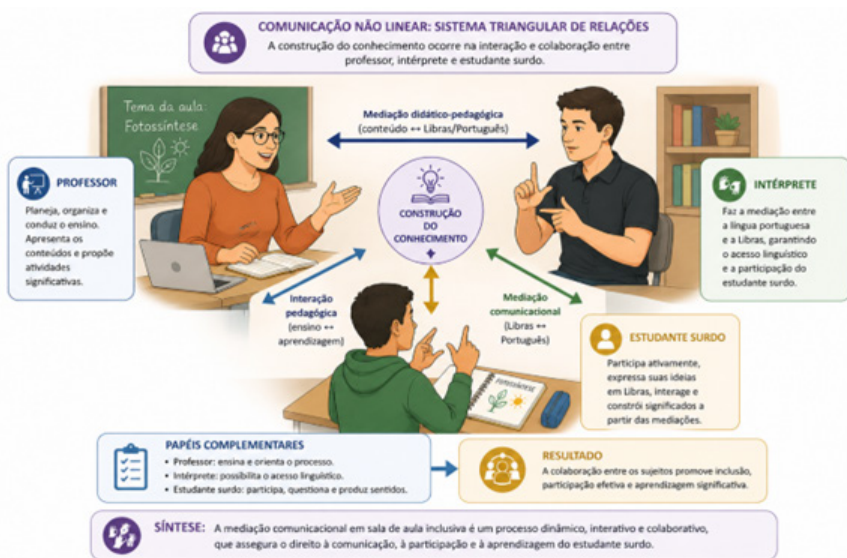 COMUNICAÇÃO NÃO LINEAR: SISTEMA TRIANGULAR DE RELAÇÕES
A construção do conhecimento ocorre na interação e colaboração entre
professor, intérprete e estudante surdo.
Tema da aula:
Fotossíntese
Mediação didático-pedagógica
(conteúdo ↔ Libras/Português)
PROFESSOR
Planeja, organiza e
conduz o ensino.
Apresenta os
conteúdos e propõe
atividades
significativas.
CONSTRUÇÃO
DO
CONHECIMENTO
INTÉRPRETE
Faz a mediação entre
a língua portuguesa
e a Libras, garantindo
o acesso linguístico
e a participação do
estudante surdo.
Interação
pedagógica
(ensino ↔
aprendizagem)
Mediação
comunicacional
(Libras ↔
Português)
FOTOSSÍNTESE
ESTUDANTE SURDO
Participa ativamente,
expressa suas ideias
em Libras, interage e
constrói significados a
partir das mediações.
PAPÉIS COMPLEMENTARES
• Professor: ensina e orienta o processo.
• Intérprete: possibilita o acesso linguístico.
• Estudante surdo: participa, questiona e produz sentidos.
RESULTADO
A colaboração entre os sujeitos promove inclusão,
participação efetiva e aprendizagem significativa.
SÍNTESE: A mediação comunicacional em sala de aula inclusiva é um processo dinâmico, interativo e colaborativo,
que assegura o direito à comunicação, à participação e à aprendizagem do estudante surdo.